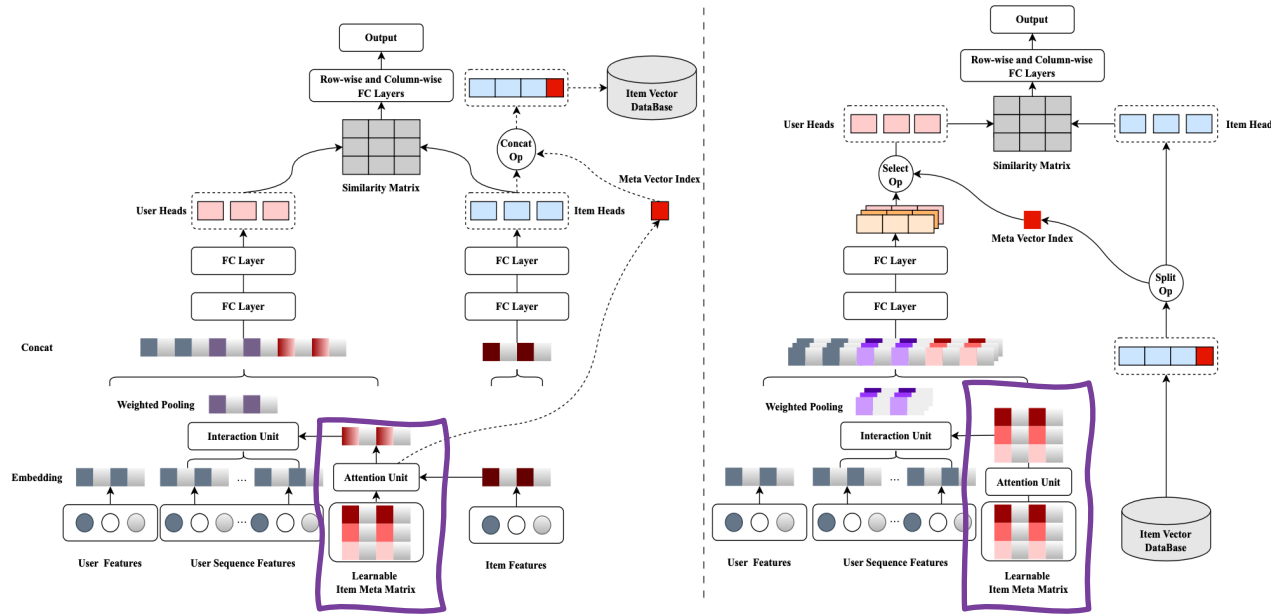 Output
Row-wise and Column-wise
FC Layers
Item Vector
DataBase
Concat
Op
Similarity Matrix
Meta Vector Index
User Heads
Item Heads
FC Layer
FC Layer
FC Layer
FC Layer
Concat
Weighted Pooling
Interaction Unit
Embedding
...
Attention Unit
...
User Features
User Sequence Features
Learnable
Item Meta Matrix
Item Features
Output
Row-wise and Column-wise
FC Layers
User Heads
Item Head
Similarity Matrix
Select
Op
Meta Vector Index
FC Layer
Split
Op
FC Layer
Weighted Pooling
Interaction Unit
...
Attention Unit
...
Item Vector
DataBase
User Features
User Sequence Features
Learnable
Item Meta Matrix